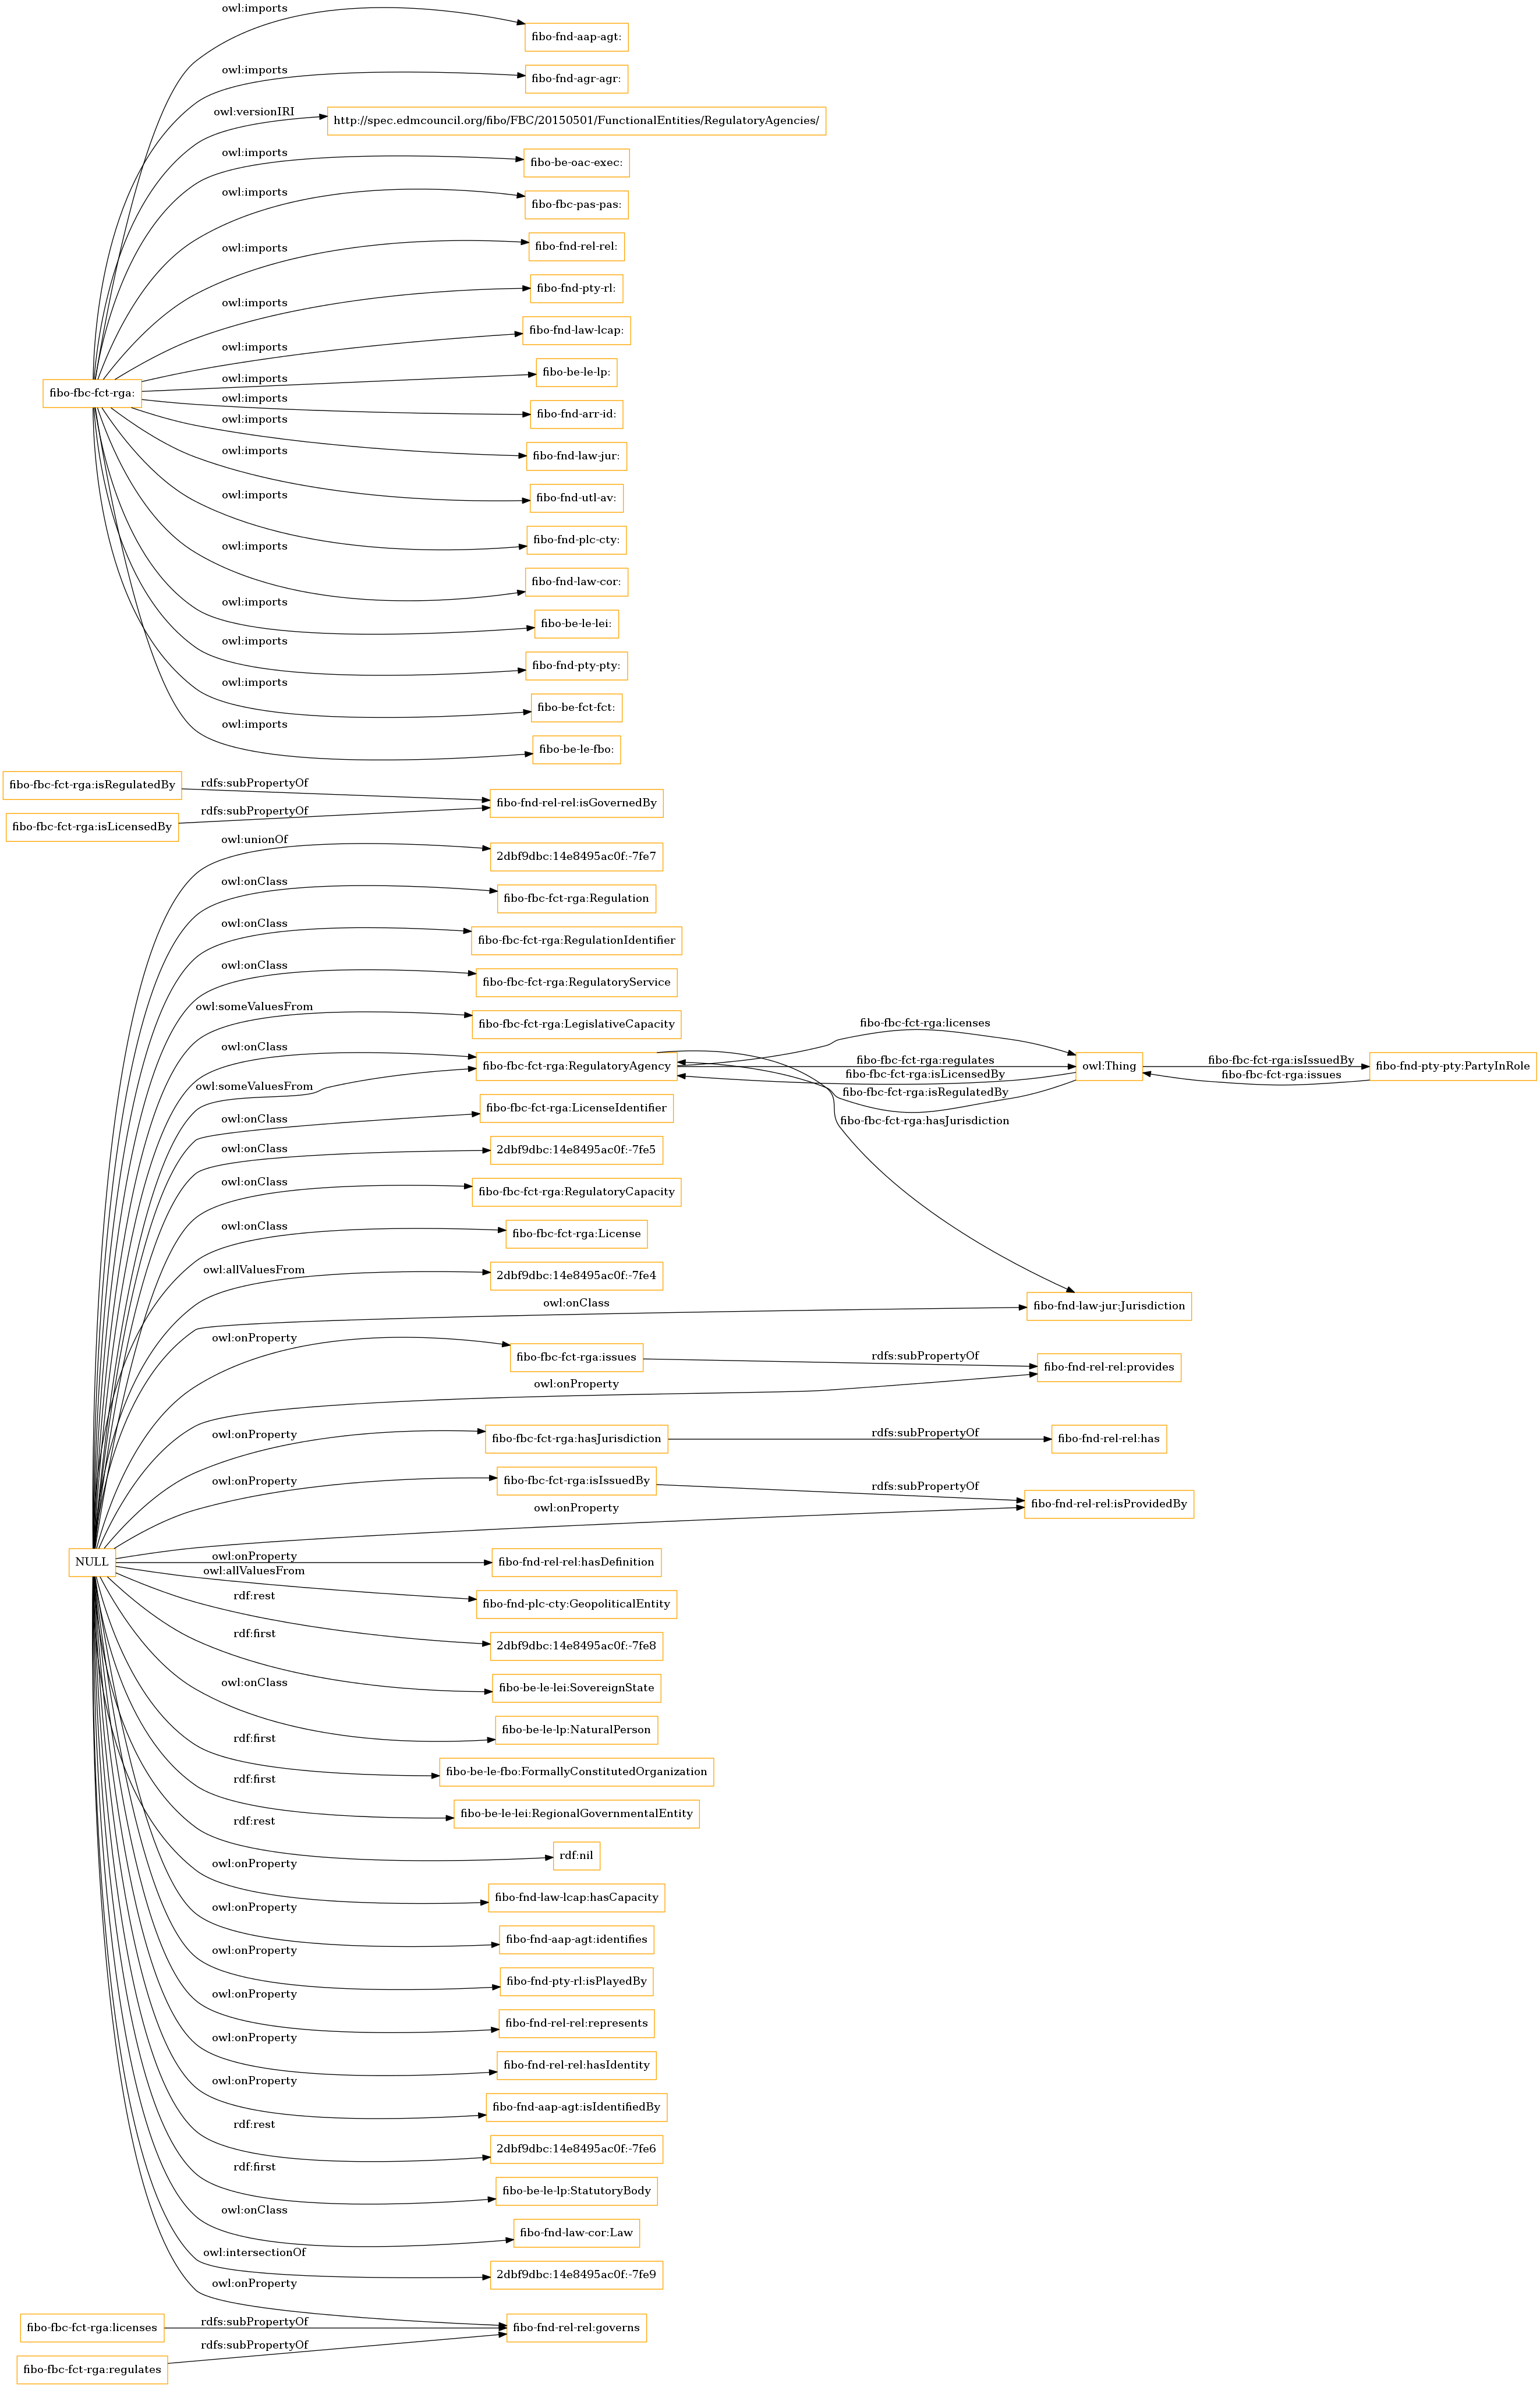 owl:imports
fibo-fnd-aap-agt:
owl:imports
fibo-fnd-agr-agr:
owl:versionIRI
http://spec.edmcouncil.org/fibo/FBC/20150501/FunctionalEntities/RegulatoryAgencies/
owl:imports
fibo-be-oac-exec:
owl:imports
fibo-fbc-pas-pas:
owl:imports
fibo-fnd-rel-rel:
owl:imports
fibo-fnd-pty-rl:
owl:imports
fibo-fnd-law-lcap:
owl:imports
fibo-be-le-lp:
fibo-fbc-fct-rga:
owl:imports
fibo-fnd-arr-id:
owl:imports
fibo-fnd-law-jur:
owl:imports
fibo-fnd-utl-av:
owl:imports
fibo-fnd-plc-cty:
owl:imports
fibo-fnd-law-cor:
owl:imports
fibo-be-le-lei:
owl:imports
fibo-fnd-pty-pty:
owl:imports
fibo-be-fct-fct:
owl:imports
fibo-be-le-fbo:
fibo-fbc-fct-rga:isRegulatedBy
rdfs:subPropertyOf
fibo-fnd-rel-rel:isGovernedBy
fibo-fbc-fct-rga:isLicensedBy
rdfs:subPropertyOf
owl:unionOf
2dbf9dbc:14e8495ac0f:-7fe7
owl:onClass
fibo-fbc-fct-rga:Regulation
owl:onClass
fibo-fbc-fct-rga:RegulationIdentifier
owl:onClass
fibo-fbc-fct-rga:RegulatoryService
owl:someValuesFrom
fibo-fbc-fct-rga:LegislativeCapacity
fibo-fbc-fct-rga:licenses
owl:onClass
fibo-fbc-fct-rga:RegulatoryAgency
fibo-fbc-fct-rga:regulates
fibo-fbc-fct-rga:isLicensedBy
owl:Thing
fibo-fbc-fct-rga:isIssuedBy
fibo-fbc-fct-rga:issues
fibo-fnd-pty-pty:PartyInRole
owl:someValuesFrom
fibo-fbc-fct-rga:isRegulatedBy
owl:onClass
fibo-fbc-fct-rga:LicenseIdentifier
fibo-fbc-fct-rga:hasJurisdiction
owl:onClass
2dbf9dbc:14e8495ac0f:-7fe5
owl:onClass
fibo-fbc-fct-rga:RegulatoryCapacity
owl:onClass
fibo-fbc-fct-rga:License
owl:allValuesFrom
2dbf9dbc:14e8495ac0f:-7fe4
owl:onClass
fibo-fnd-law-jur:Jurisdiction
owl:onProperty
fibo-fbc-fct-rga:issues
rdfs:subPropertyOf
fibo-fnd-rel-rel:provides
owl:onProperty
owl:onProperty
fibo-fbc-fct-rga:hasJurisdiction
rdfs:subPropertyOf
fibo-fnd-rel-rel:has
owl:onProperty
fibo-fbc-fct-rga:isIssuedBy
rdfs:subPropertyOf
fibo-fnd-rel-rel:isProvidedBy
owl:onProperty
NULL
owl:onProperty
fibo-fnd-rel-rel:hasDefinition
owl:allValuesFrom
fibo-fnd-plc-cty:GeopoliticalEntity
rdf:rest
2dbf9dbc:14e8495ac0f:-7fe8
rdf:first
fibo-be-le-lei:SovereignState
owl:onClass
fibo-be-le-lp:NaturalPerson
rdf:first
fibo-be-le-fbo:FormallyConstitutedOrganization
rdf:first
fibo-be-le-lei:RegionalGovernmentalEntity
rdf:rest
rdf:nil
owl:onProperty
fibo-fnd-law-lcap:hasCapacity
owl:onProperty
fibo-fnd-aap-agt:identifies
owl:onProperty
fibo-fnd-pty-rl:isPlayedBy
owl:onProperty
fibo-fnd-rel-rel:represents
owl:onProperty
fibo-fnd-rel-rel:hasIdentity
owl:onProperty
fibo-fnd-aap-agt:isIdentifiedBy
rdf:rest
2dbf9dbc:14e8495ac0f:-7fe6
rdf:first
fibo-be-le-lp:StatutoryBody
owl:onClass
fibo-fnd-law-cor:Law
owl:intersectionOf
2dbf9dbc:14e8495ac0f:-7fe9
owl:onProperty
fibo-fbc-fct-rga:licenses
rdfs:subPropertyOf
fibo-fnd-rel-rel:governs
fibo-fbc-fct-rga:regulates
rdfs:subPropertyOf